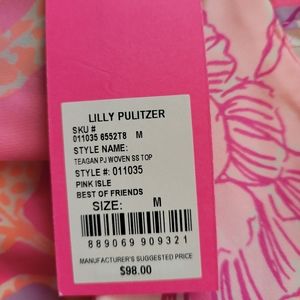 LILLY PULITZER
SKU #
011035 6552T8 M
STYLE NAME:
TEAGAN PJ WOVEN SS TOP
STYLE #: 011035
PINK ISLE
BEST OF FRIENDS
SIZE: M
889069 909321
MANUFACTURER'S SUGGESTED PRICE
$98.00